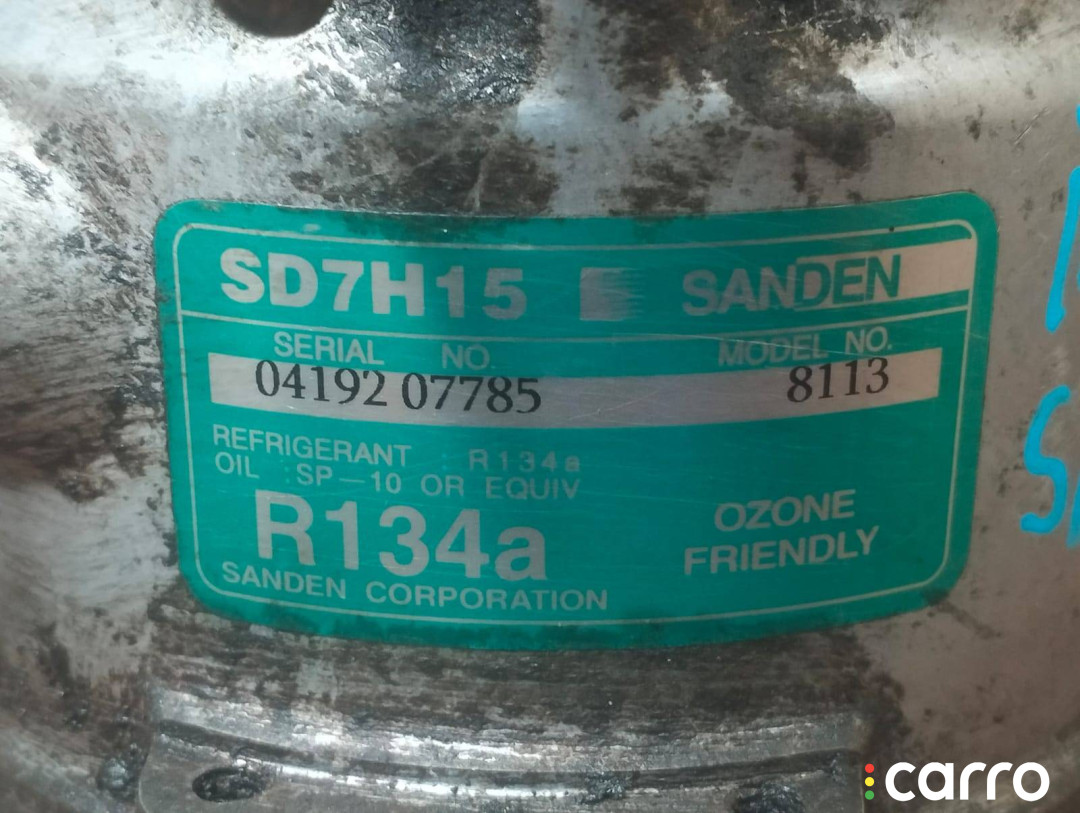 SD7H15 SANDEN
SERIAL NO. MODEL NO.
04192 07785 8113
REFRIGERANT : R134a
OIL : SP-10 OR EQUIV
R134a
OZONE
FRIENDLY
SANDEN CORPORATION
carro